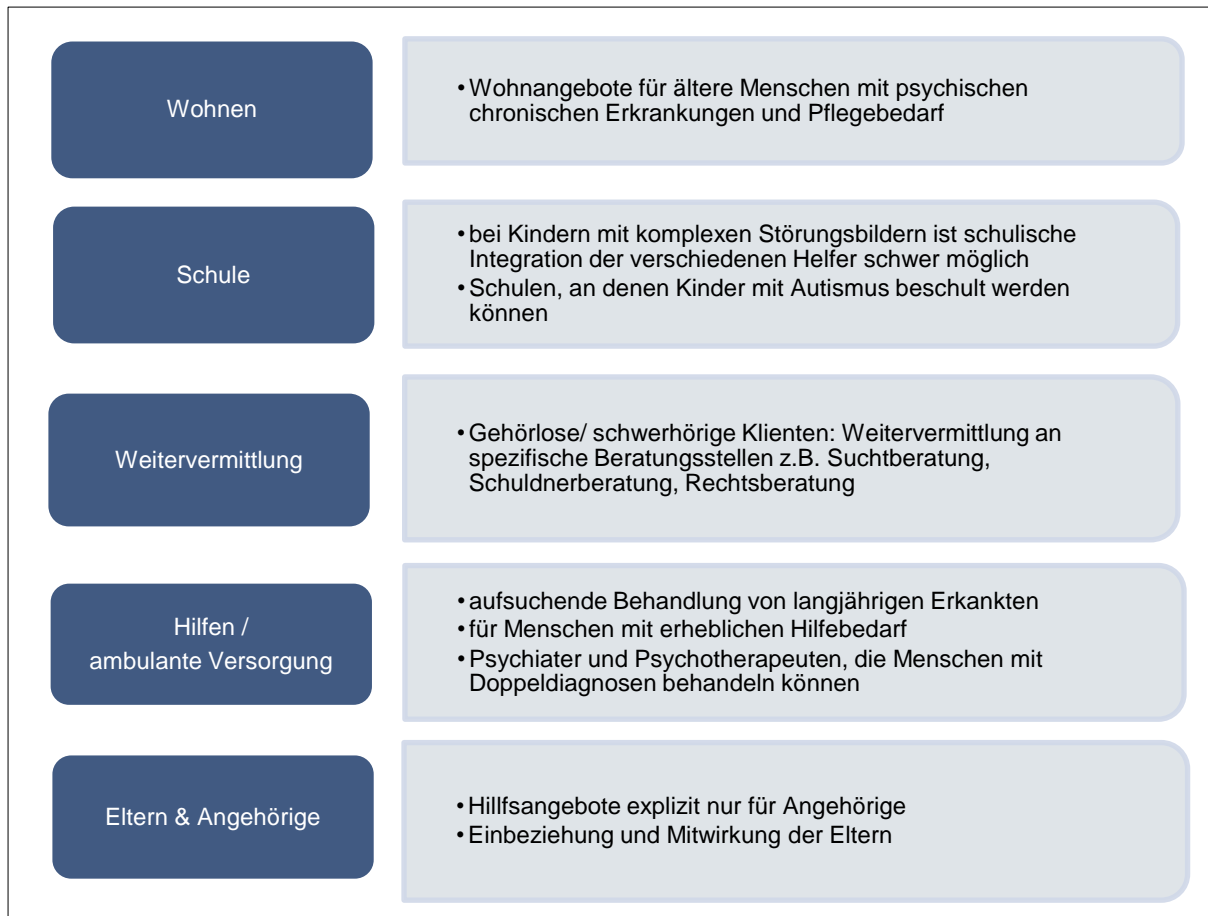 Wohnen
• Wohnangebote für ältere Menschen mit psychischen
chronischen Erkrankungen und Pflegebedarf
Schule
• bei Kindern mit komplexen Störungsbildern ist schulische
Integration der verschiedenen Helfer schwer möglich
• Schulen, an denen Kinder mit Autismus beschult werden
können
Weitervermittlung
• Gehörlose/ schwerhörige Klienten: Weitervermittlung an
spezifische Beratungsstellen z.B. Suchtberatung,
Schuldnerberatung, Rechtsberatung
Hilfen /
ambulante Versorgung
• aufsuchende Behandlung von langjährigen Erkankten
• für Menschen mit erheblichen Hilfebedarf
• Psychiater und Psychotherapeuten, die Menschen mit
Doppeldiagnosen behandeln können
Eltern & Angehörige
• Hillfsangebote explizit nur für Angehörige
• Einbeziehung und Mitwirkung der Eltern